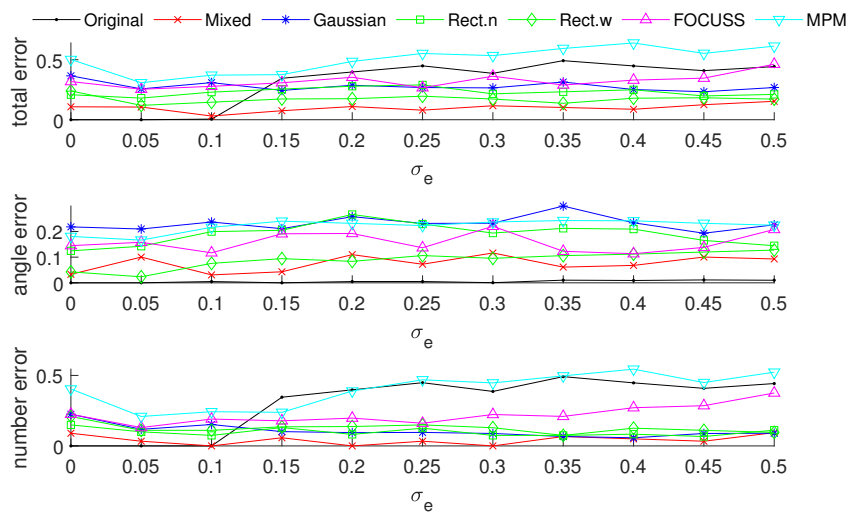 Original Mixed Gaussian Rect.n Rect.w FOCUSS MPM
total error
0.5
0
0 0.05 0.1 0.15 0.2 0.25 0.3 0.35 0.4 0.45 0.5
σe
angle error
0.2
0.1
0
0 0.05 0.1 0.15 0.2 0.25 0.3 0.35 0.4 0.45 0.5
σe
number error
0.5
0
0 0.05 0.1 0.15 0.2 0.25 0.3 0.35 0.4 0.45 0.5
σe